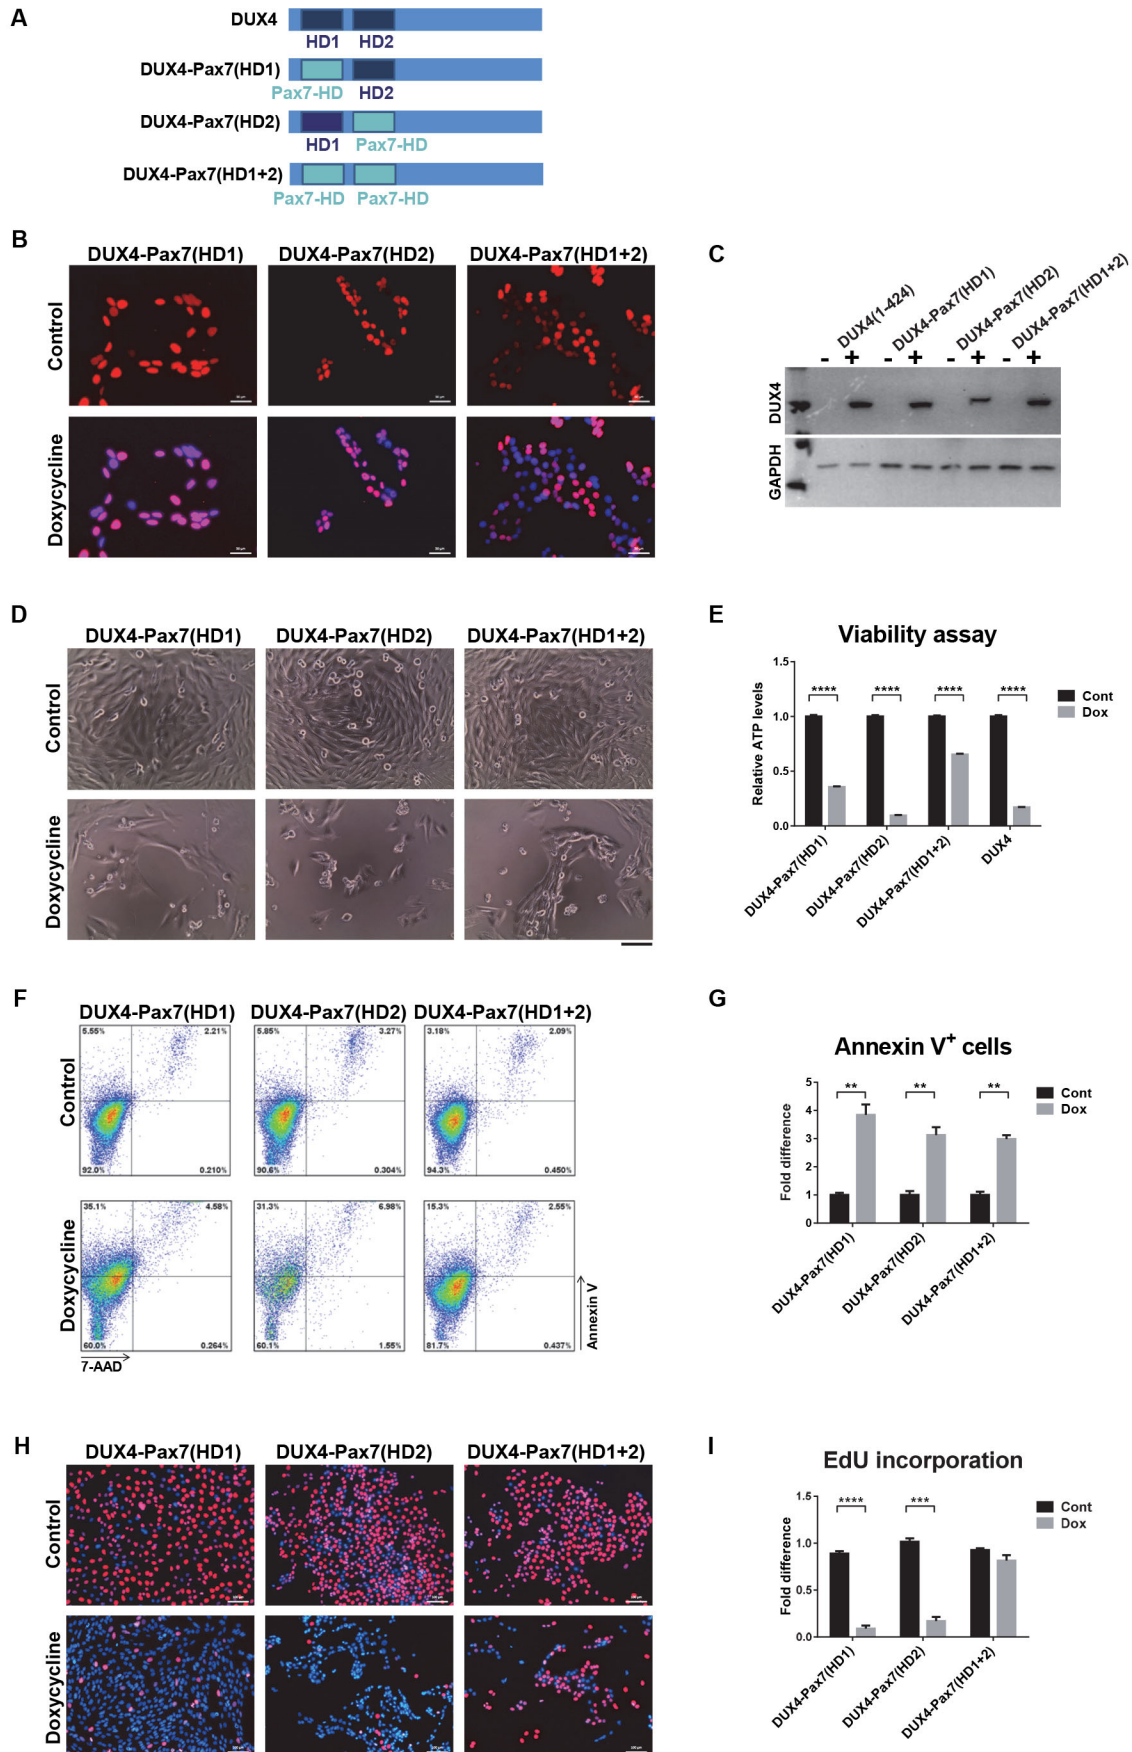 A
DUX4
HD1 HD2
DUX4-Pax7(HD1)
Pax7-HD HD2
DUX4-Pax7(HD2)
HD1 Pax7-HD
DUX4-Pax7(HD1+2)
Pax7-HD Pax7-HD
B
DUX4-Pax7(HD1) DUX4-Pax7(HD2) DUX4-Pax7(HD1+2)
Control
Doxycycline
C
DUX4(1-424) DUX4-Pax7(HD1) DUX4-Pax7(HD2) DUX4-Pax7(HD1+2)
- + - + - + - +
DUX4
GAPDH
D
DUX4-Pax7(HD1) DUX4-Pax7(HD2) DUX4-Pax7(HD1+2)
Control
Doxycycline
E
Viability assay
Relative ATP levels
1.5
1.0
0.5
0.0
**** **** **** ****
Cont
Dox
DUX4-Pax7(HD1) DUX4-Pax7(HD2) DUX4-Pax7(HD1+2) DUX4
F
DUX4-Pax7(HD1) DUX4-Pax7(HD2) DUX4-Pax7(HD1+2)
Control
5.55% 2.21% 5.85% 3.27% 3.18% 2.09%
92.0% 0.210% 90.6% 0.304% 94.3% 0.450%
Doxycycline
35.1% 4.58% 31.3% 6.98% 15.3% 2.55%
60.0% 0.264% 60.1% 1.55% 81.7% 0.437%
7-AAD
Annexin V
G
Annexin V+ cells
Fold difference
5
4
3
2
1
0
** ** **
Cont
Dox
DUX4-Pax7(HD1) DUX4-Pax7(HD2) DUX4-Pax7(HD1+2)
H
DUX4-Pax7(HD1) DUX4-Pax7(HD2) DUX4-Pax7(HD1+2)
Control
Doxycycline
I
EdU incorporation
Fold difference
1.5
1.0
0.5
0.0
**** ***
Cont
Dox
DUX4-Pax7(HD1) DUX4-Pax7(HD2) DUX4-Pax7(HD1+2)